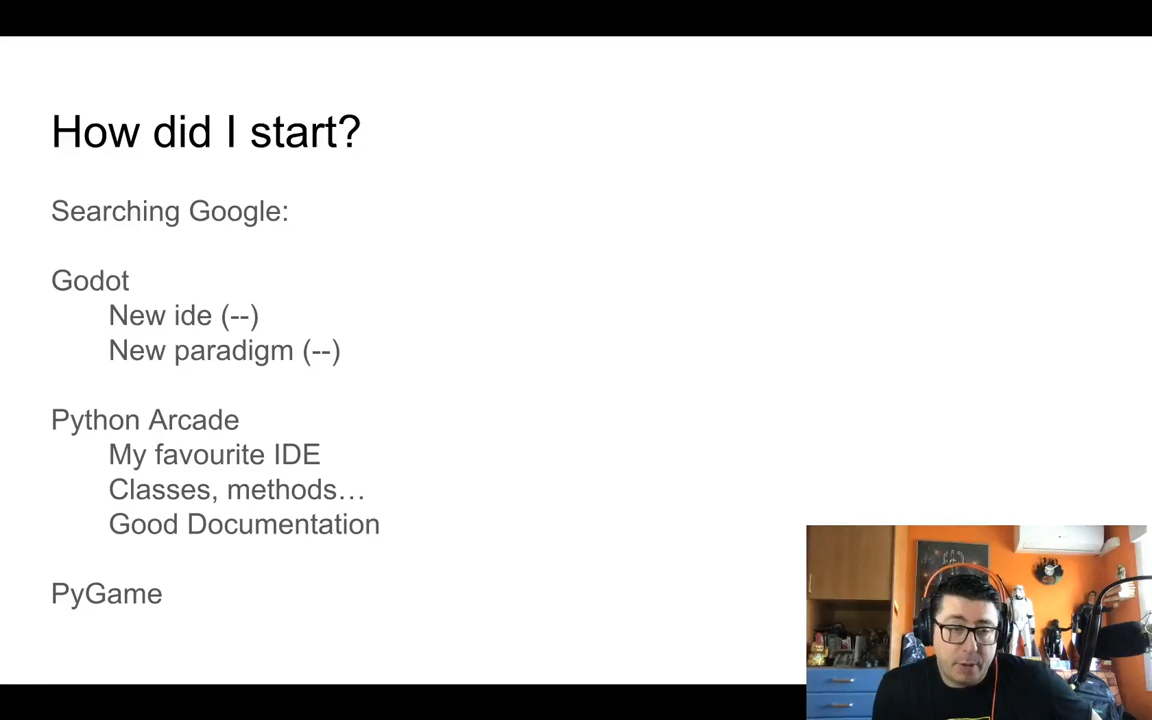 How did I start?
Searching Google:
Godot
New ide (--)
New paradigm (--)
Python Arcade
My favourite IDE
Classes, methods…
Good Documentation
PyGame